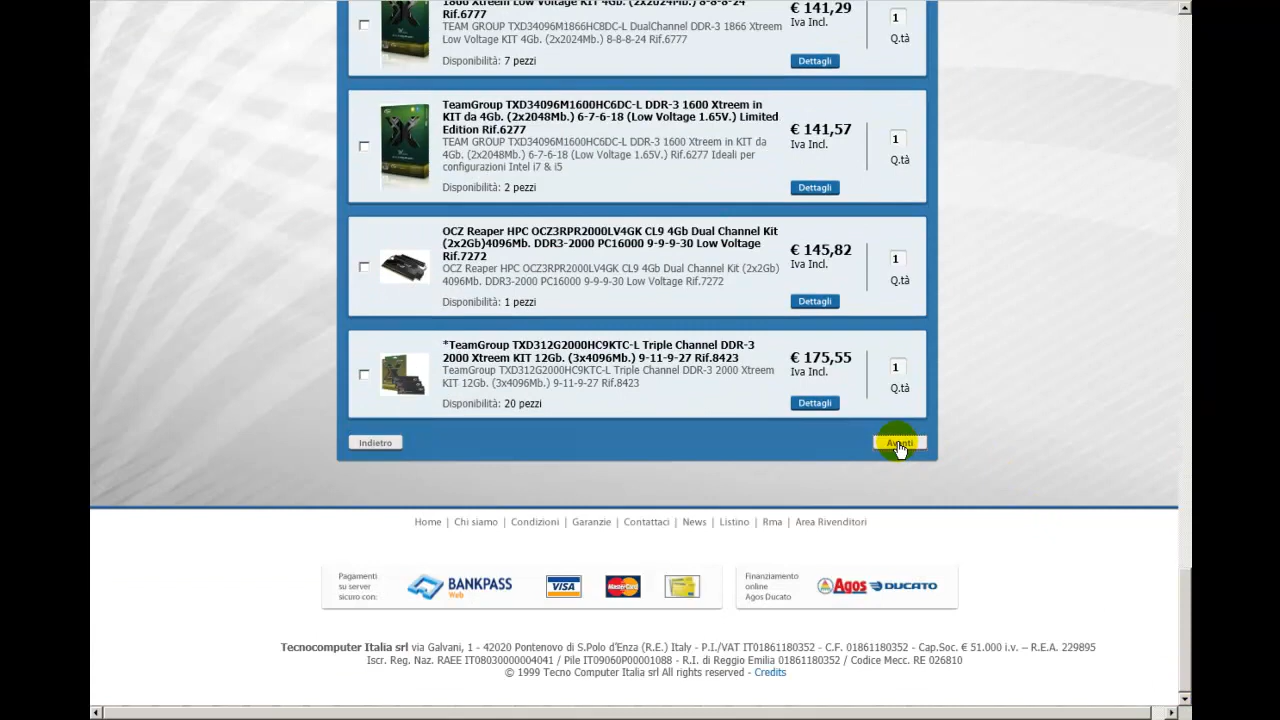 1866 Xtreem Low Voltage KIT 4Gb. (2x2024Mb.) 8-8-8-24
Rif.6777
TEAM GROUP TXD34096M1866HC8DC-L DualChannel DDR-3 1866 Xtreem
Low Voltage KIT 4Gb. (2x2024Mb.) 8-8-8-24 Rif.6777
Disponibilità: 7 pezzi
€ 141,29
Iva Incl.
Dettagli
1
Q.tà
TeamGroup TXD34096M1600HC6DC-L DDR-3 1600 Xtreem in
KIT da 4Gb. (2x2048Mb.) 6-7-6-18 (Low Voltage 1.65V.) Limited
Edition Rif.6277
TEAM GROUP TXD34096M1600HC6DC-L DDR-3 1600 Xtreem in KIT da
4Gb. (2x2048Mb.) 6-7-6-18 (Low Voltage 1.65V.) Rif.6277 Ideali per
configurazioni Intel i7 & i5
Disponibilità: 2 pezzi
€ 141,57
Iva Incl.
Dettagli
1
Q.tà
OCZ Reaper HPC OCZ3RPR2000LV4GK CL9 4Gb Dual Channel Kit
(2x2Gb)4096Mb. DDR3-2000 PC16000 9-9-9-30 Low Voltage
Rif.7272
OCZ Reaper HPC OCZ3RPR2000LV4GK CL9 4Gb Dual Channel Kit (2x2Gb)
4096Mb. DDR3-2000 PC16000 9-9-9-30 Low Voltage Rif.7272
Disponibilità: 1 pezzi
€ 145,82
Iva Incl.
Dettagli
1
Q.tà
*TeamGroup TXD312G2000HC9KTC-L Triple Channel DDR-3
2000 Xtreem KIT 12Gb. (3x4096Mb.) 9-11-9-27 Rif.8423
TeamGroup TXD312G2000HC9KTC-L Triple Channel DDR-3 2000 Xtreem
KIT 12Gb. (3x4096Mb.) 9-11-9-27 Rif.8423
Disponibilità: 20 pezzi
€ 175,55
Iva Incl.
Dettagli
1
Q.tà
Indietro
Avanti
Home | Chi siamo | Condizioni | Garanzie | Contattaci | News | Listino | Rma | Area Rivenditori
Pagamenti
su server
sicuro con:
BANKPASS
Web
VISA
MasterCard
Finanziamento
online
Agos Ducato
Agos DUCATO
Tecnocomputer Italia srl via Galvani, 1 - 42020 Pontenovo di S.Polo d'Enza (R.E.) Italy - P.I./VAT IT01861180352 - C.F. 01861180352 - Cap.Soc. € 51.000 i.v. – R.E.A. 229895
Iscr. Reg. Naz. RAEE IT08030000004041 / Pile IT09060P00001088 - R.I. di Reggio Emilia 01861180352 / Codice Mecc. RE 026810
© 1999 Tecno Computer Italia srl All rights reserved - Credits